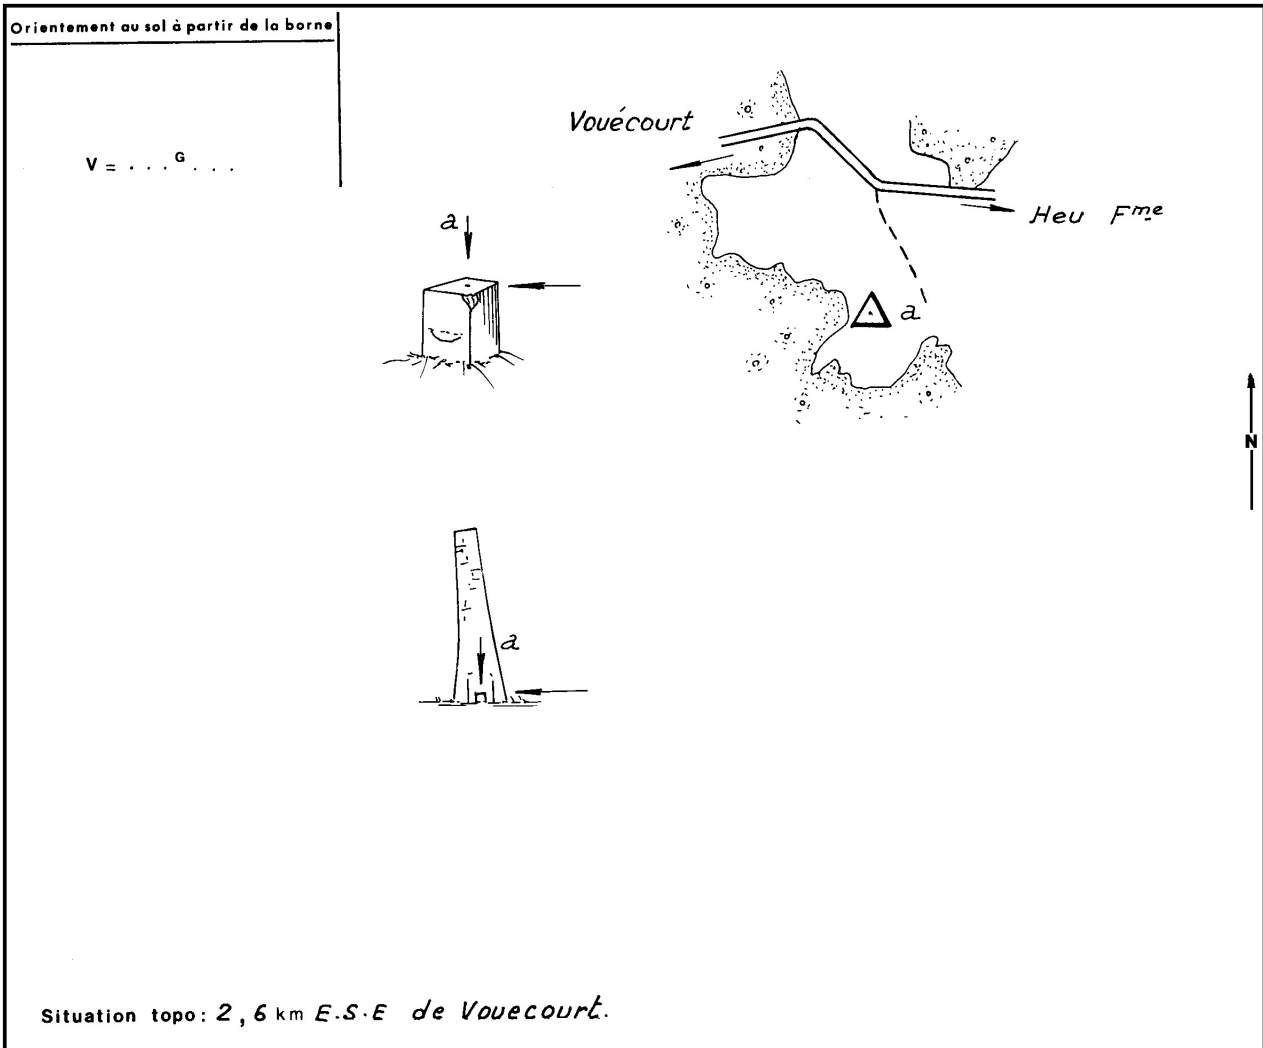 Orientement au sol à partir de la borne
V = . . . G . . .
Vouécourt
Heu Fme
a
a
N
a
Situation topo: 2,6 km E.S.E de Vouecourt.